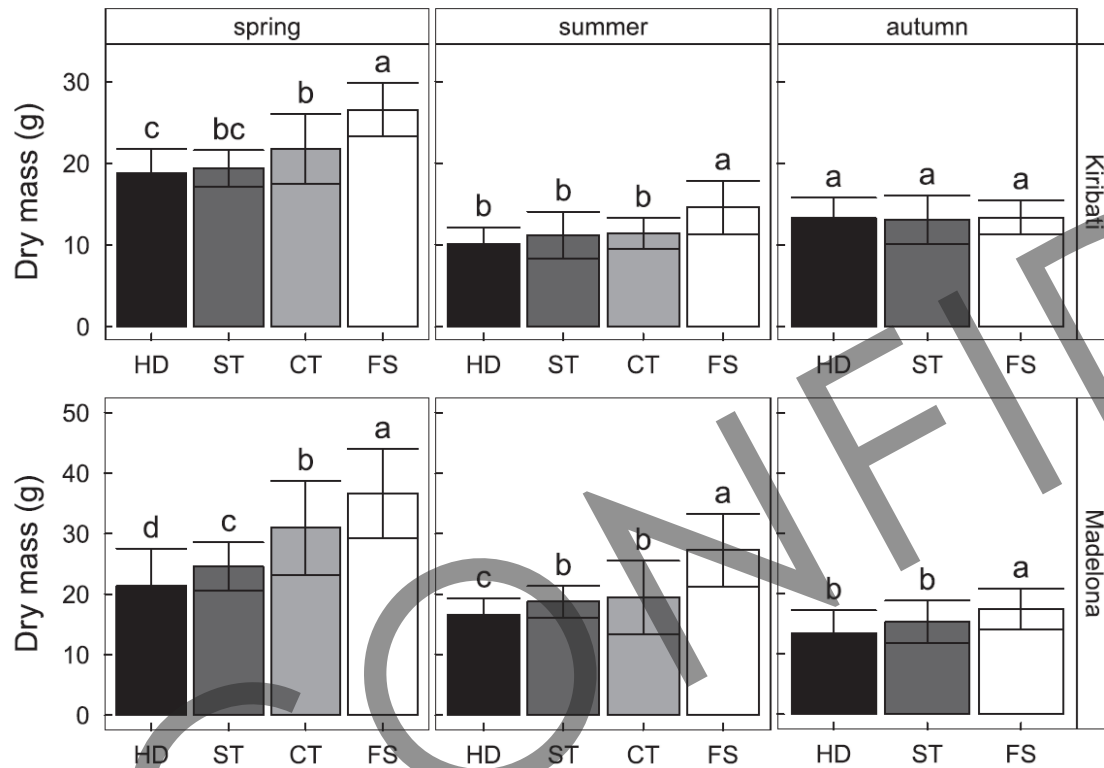 spring summer autumn
Dry mass (g)
30
20
10
0
c bc b a
b b b a
a a a
Kiribati
HD ST CT FS HD ST CT FS HD ST FS
Dry mass (g)
50
40
30
20
10
0
d c b a
c b b a
b b a
Madelona
HD ST CT FS HD ST CT FS HD ST FS